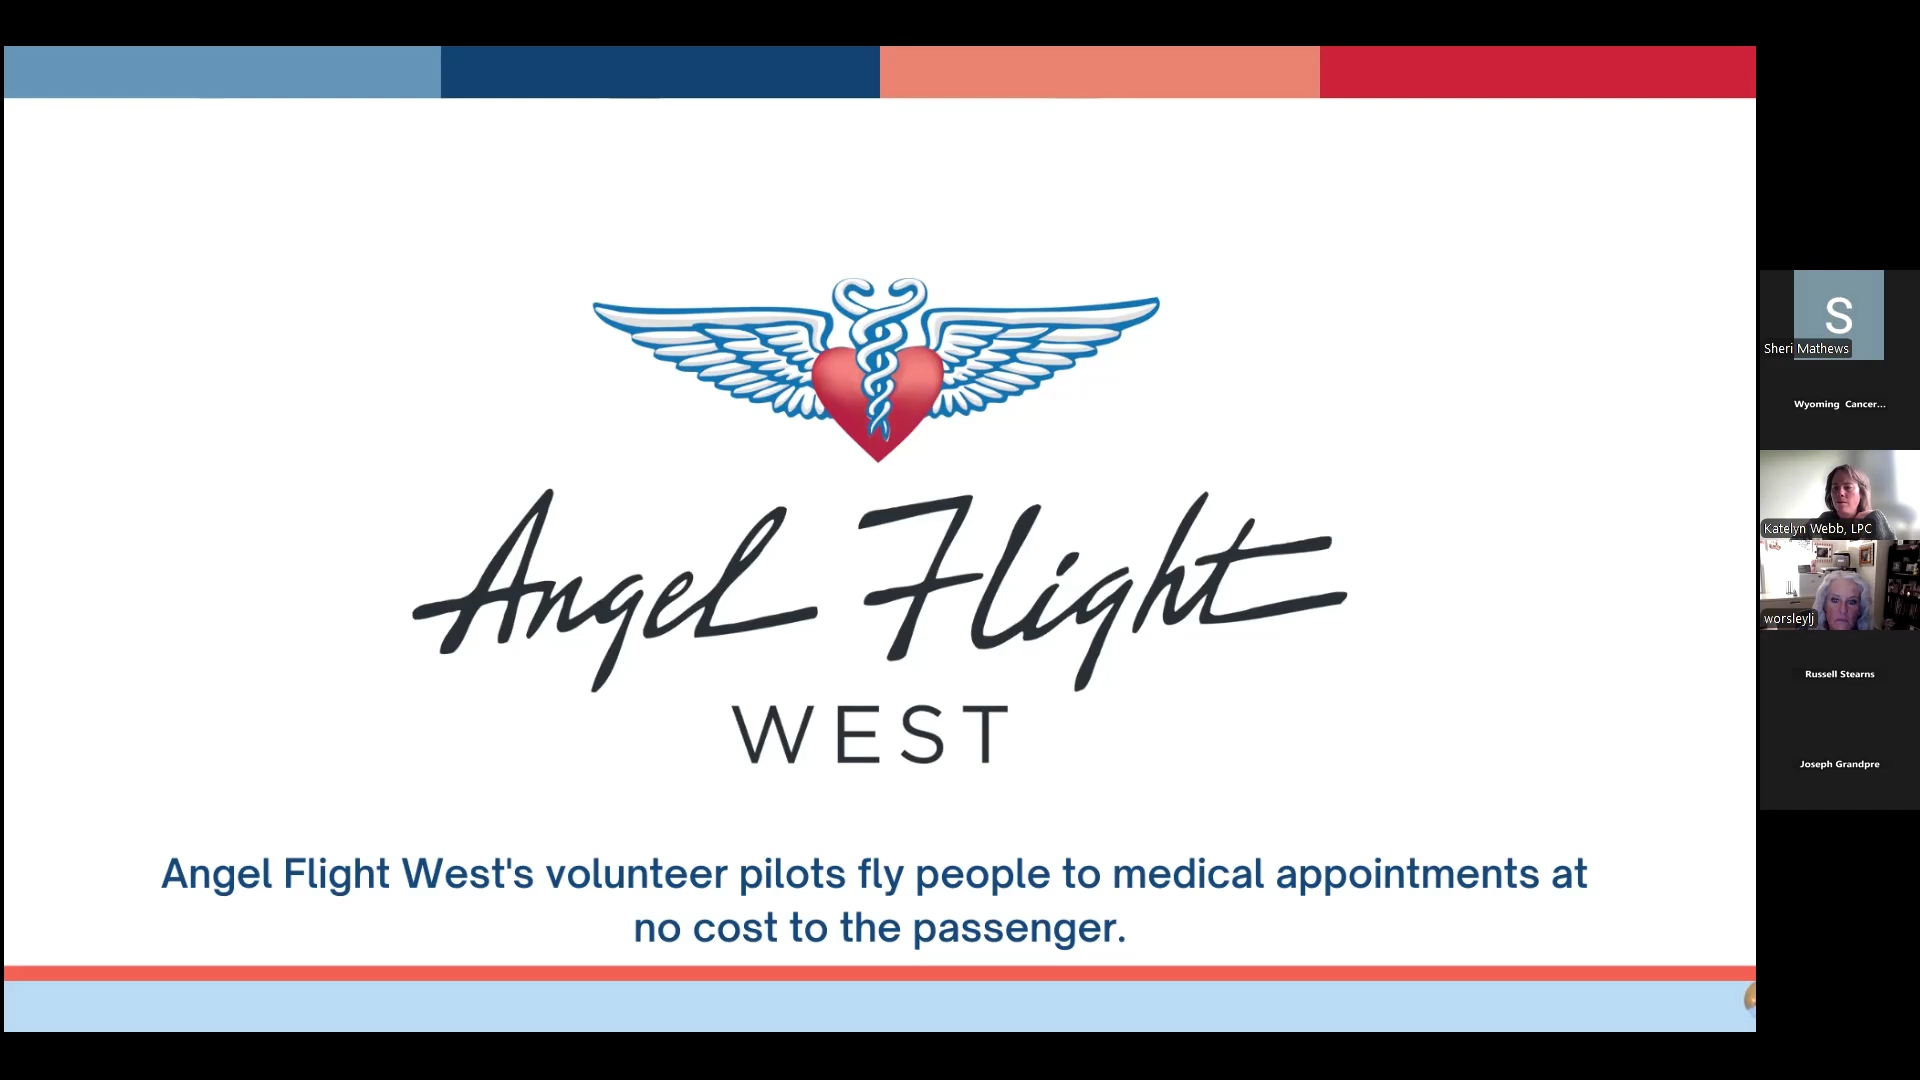 Angel Flight
WEST
Angel Flight West's volunteer pilots fly people to medical appointments at
no cost to the passenger.
S
Sheri Mathews
Wyoming Cancer...
Katelyn Webb, LPC
worsleylj
Russell Stearns
Joseph Grandpre